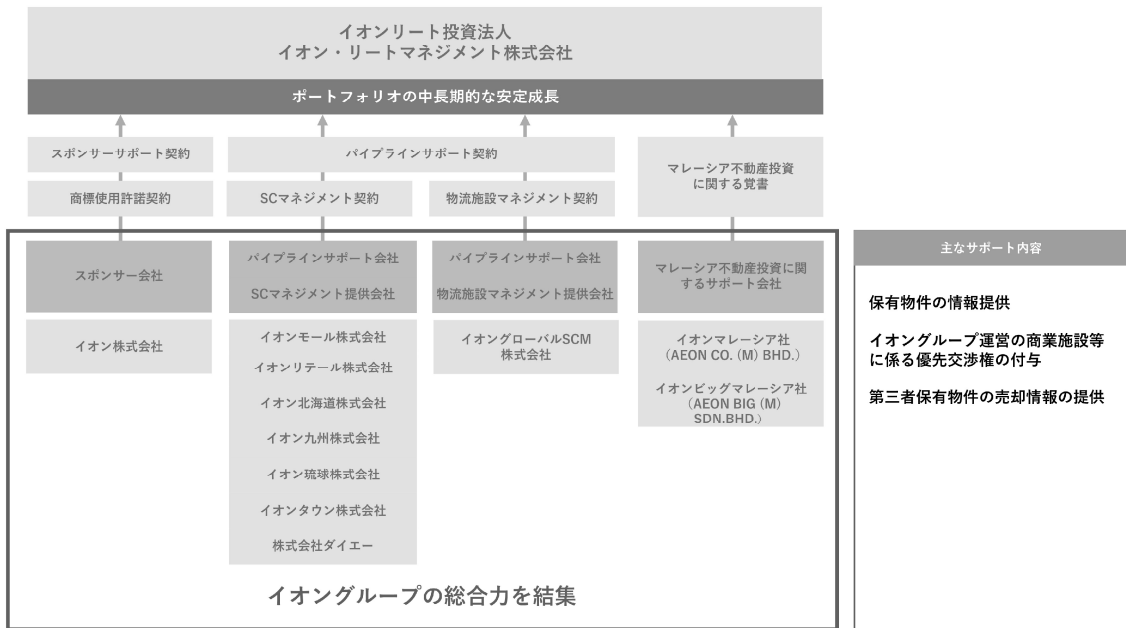 イオンリート投資法人
イオン・リートマネジメント株式会社
ポートフォリオの中長期的な安定成長
スポンサーサポート契約
パイプラインサポート契約
マレーシア不動産投資
に関する覚書
商標使用許諾契約
SCマネジメント契約
物流施設マネジメント契約
スポンサー会社
パイプラインサポート会社
SCマネジメント提供会社
パイプラインサポート会社
物流施設マネジメント提供会社
マレーシア不動産投資に関
するサポート会社
イオン株式会社
イオンモール株式会社
イオンリテール株式会社
イオン北海道株式会社
イオン九州株式会社
イオン琉球株式会社
イオンタウン株式会社
株式会社ダイエー
イオングローバルSCM
株式会社
イオンマレーシア社
（AEON CO. (M) BHD.）
イオンビッグマレーシア社
（AEON BIG (M)
SDN.BHD.）
イオングループの総合力を結集
主なサポート内容
保有物件の情報提供
イオングループ運営の商業施設等
に係る優先交渉権の付与
第三者保有物件の売却情報の提供